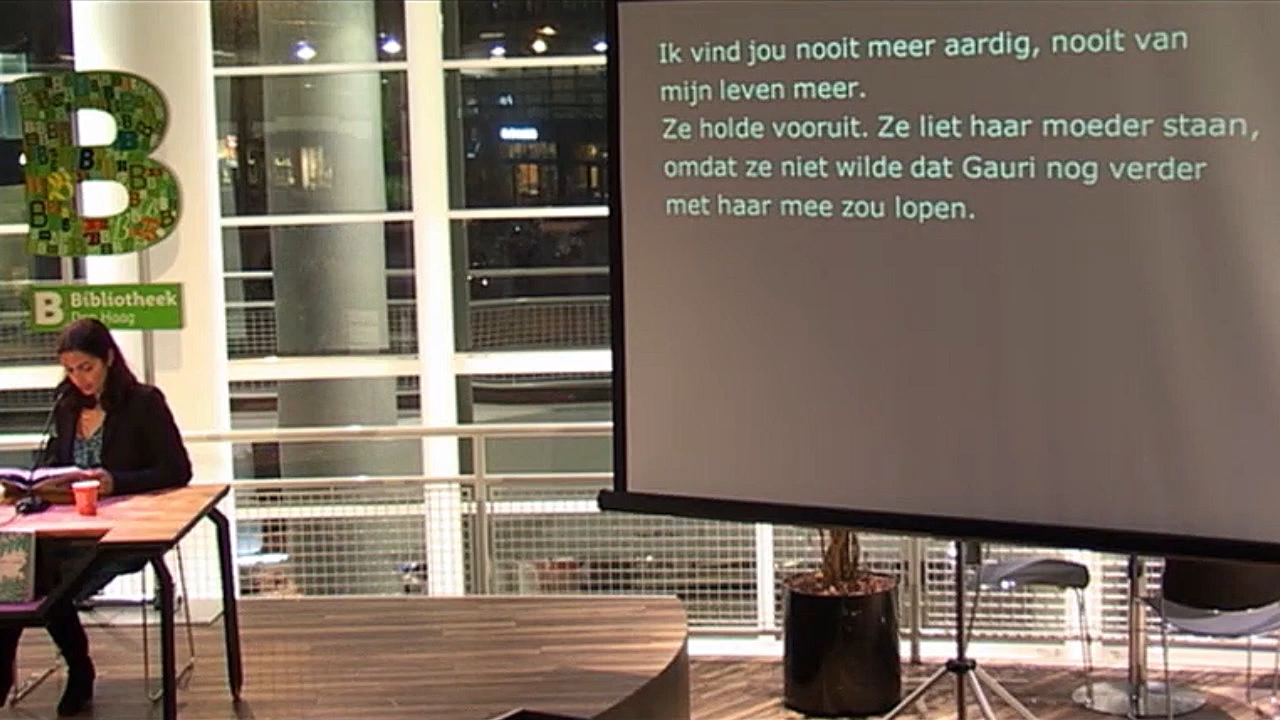 Ik vind jou nooit meer aardig, nooit van
mijn leven meer.
Ze holde vooruit. Ze liet haar moeder staan,
omdat ze niet wilde dat Gauri nog verder
met haar mee zou lopen.
B
B Bibliotheek
Den Haag